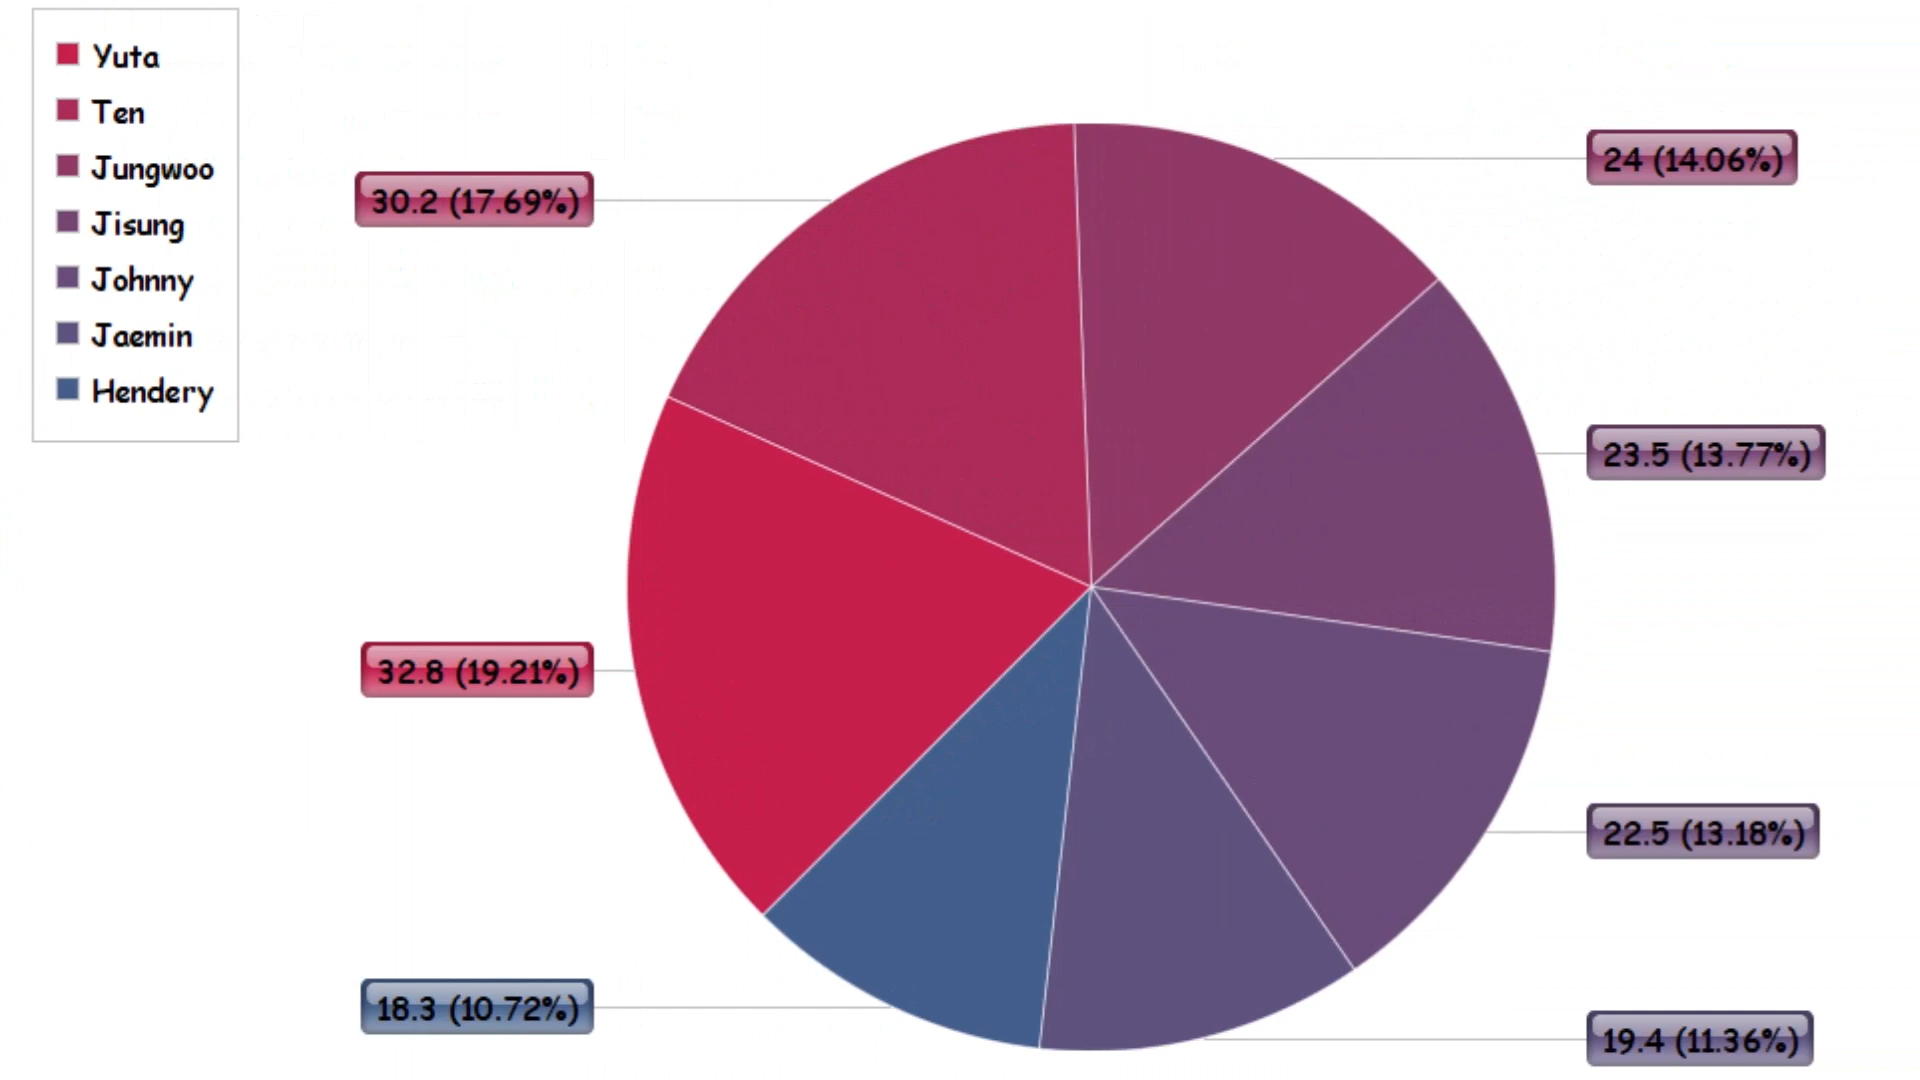 Yuta
Ten
Jungwoo
Jisung
Johnny
Jaemin
Hendery
24 (14.06%)
30.2 (17.69%)
23.5 (13.77%)
32.8 (19.21%)
22.5 (13.18%)
18.3 (10.72%)
19.4 (11.36%)